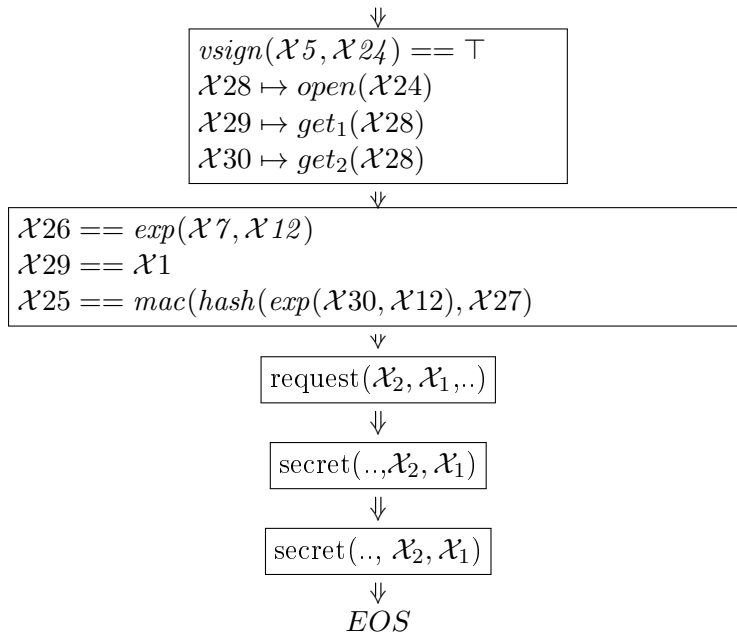 ⇓
vsign(𝒳5, 𝒳24) == ⊤
𝒳28 ↦ open(𝒳24)
𝒳29 ↦ get₁(𝒳28)
𝒳30 ↦ get₂(𝒳28)
⇓
𝒳26 == exp(𝒳7, 𝒳12)
𝒳29 == 𝒳1
𝒳25 == mac(hash(exp(𝒳30, 𝒳12), 𝒳27)
⇓
request(𝒳₂, 𝒳₁,..)
⇓
secret(..,𝒳₂, 𝒳₁)
⇓
secret(.., 𝒳₂, 𝒳₁)
⇓
EOS